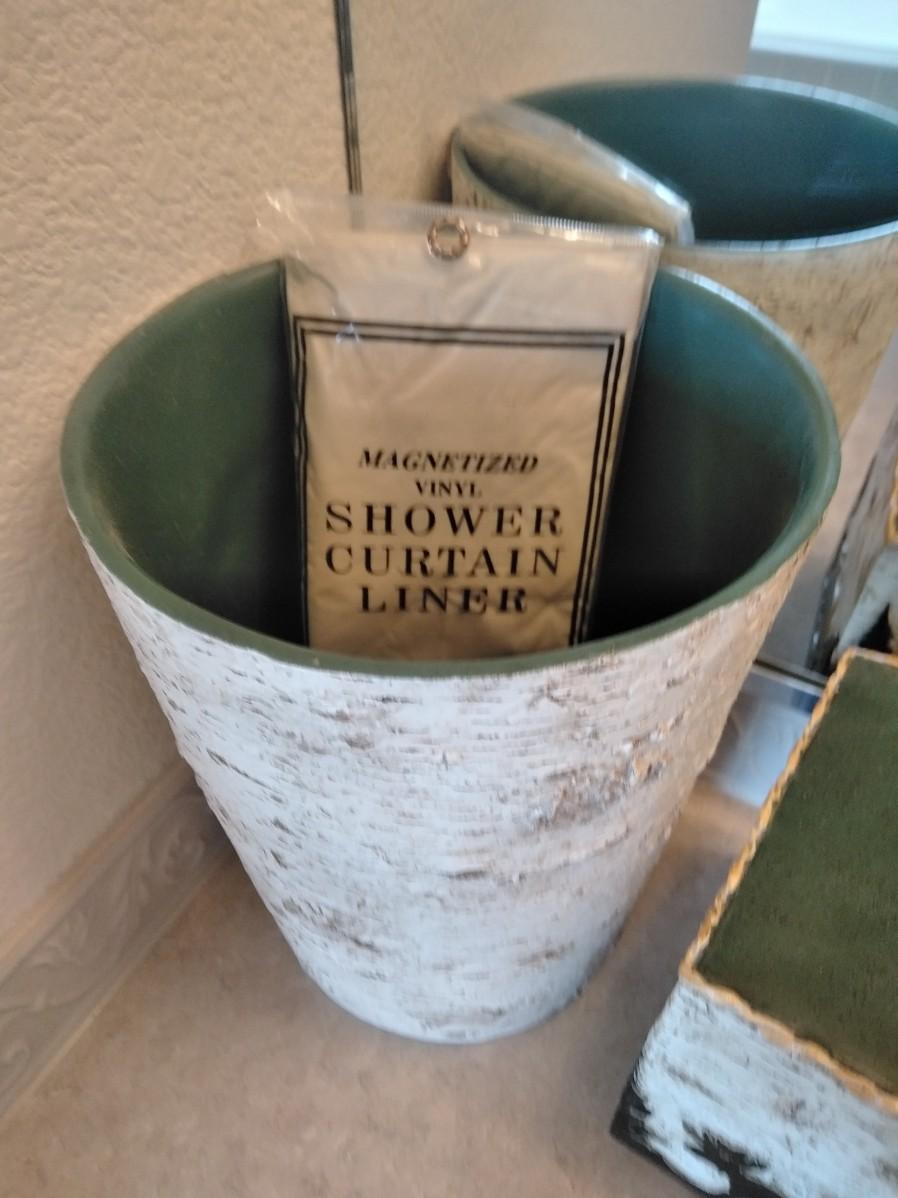 MAGNETIZED
VINYL
SHOWER
CURTAIN
LINER